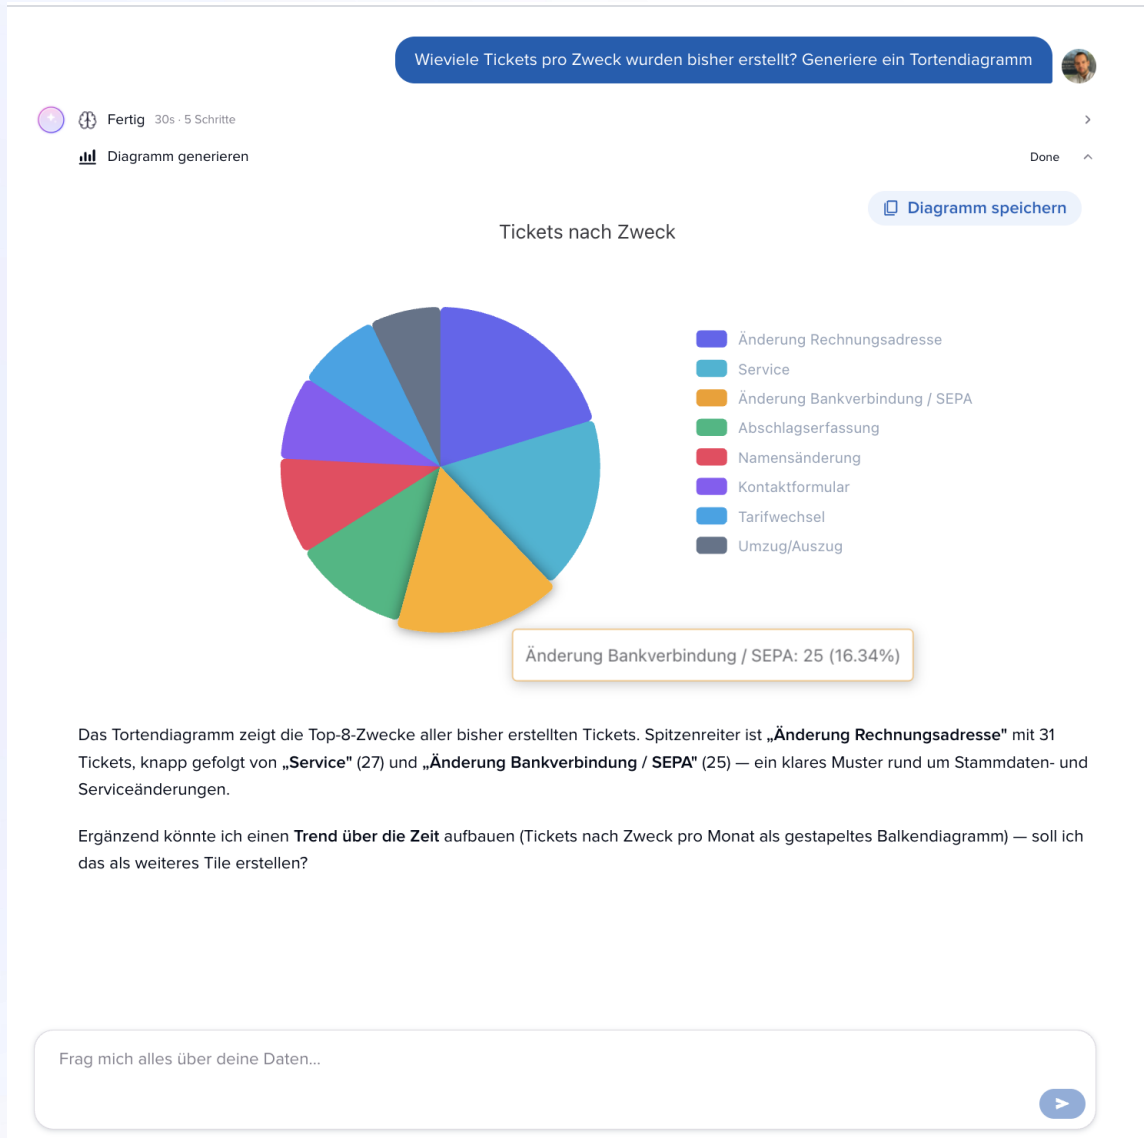 Wieviele Tickets pro Zweck wurden bisher erstellt? Generiere ein Tortendiagramm
Fertig 30s · 5 Schritte
Diagramm generieren Done
Diagramm speichern
Tickets nach Zweck
Änderung Rechnungsadresse
Service
Änderung Bankverbindung / SEPA
Abschlagserfassung
Namensänderung
Kontaktformular
Tarifwechsel
Umzug/Auszug
Änderung Bankverbindung / SEPA: 25 (16.34%)
Das Tortendiagramm zeigt die Top-8-Zwecke aller bisher erstellten Tickets. Spitzenreiter ist „Änderung Rechnungsadresse" mit 31
Tickets, knapp gefolgt von „Service" (27) und „Änderung Bankverbindung / SEPA" (25) — ein klares Muster rund um Stammdaten- und
Serviceänderungen.
Ergänzend könnte ich einen Trend über die Zeit aufbauen (Tickets nach Zweck pro Monat als gestapeltes Balkendiagramm) — soll ich
das als weiteres Tile erstellen?
Frag mich alles über deine Daten...